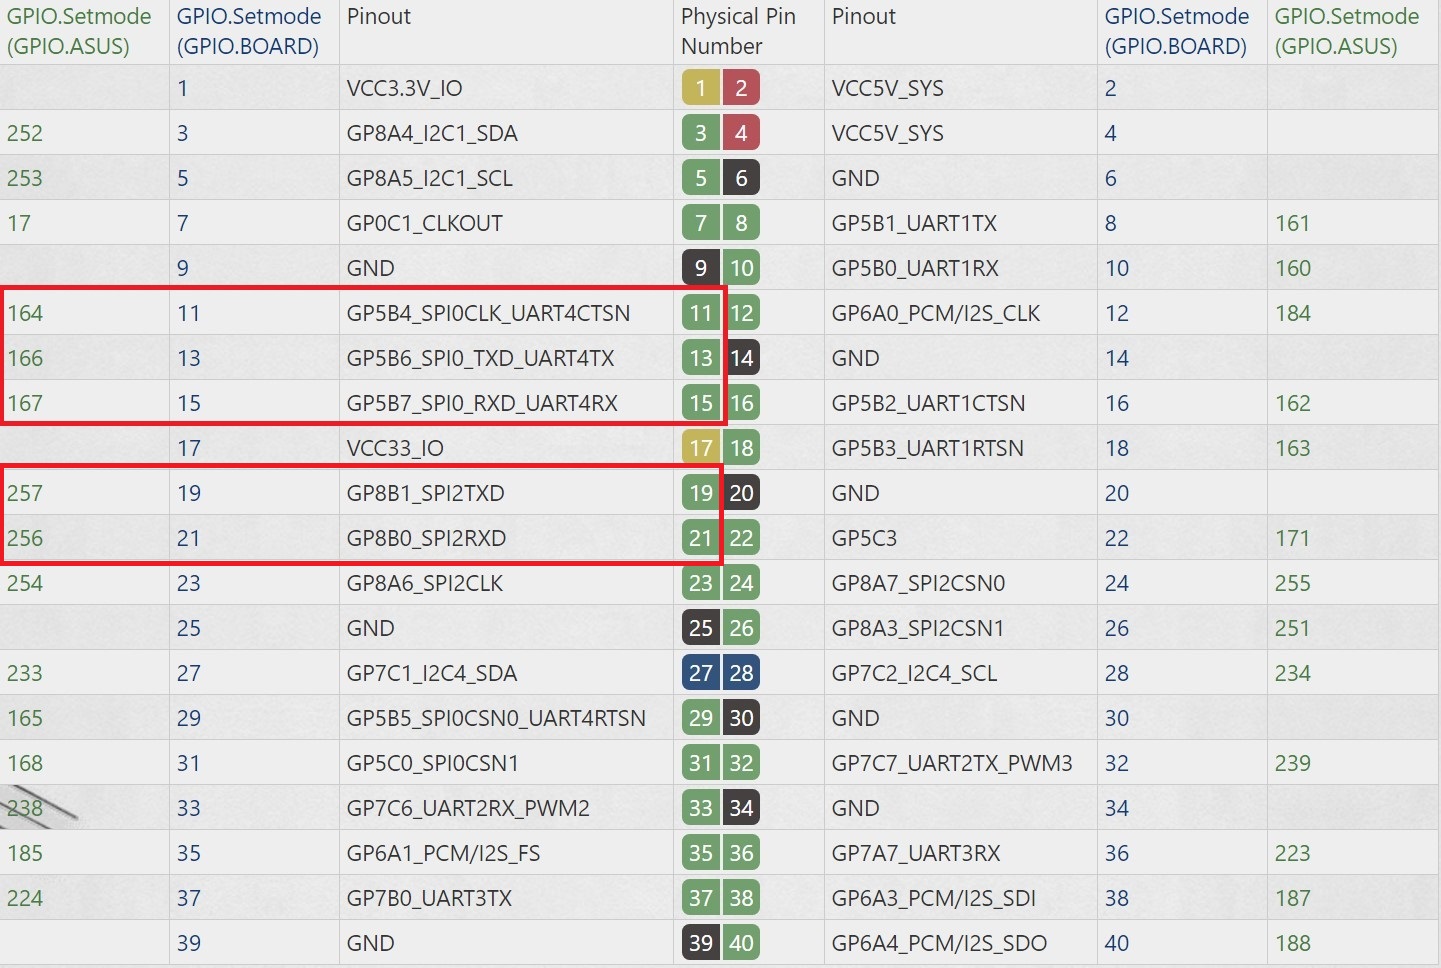 GPIO.Setmode (GPIO.ASUS) GPIO.Setmode (GPIO.BOARD) Pinout Physical Pin Number Pinout GPIO.Setmode (GPIO.BOARD) GPIO.Setmode (GPIO.ASUS)
1 VCC3.3V_IO 1 2 VCC5V_SYS 2
252 3 GP8A4_I2C1_SDA 3 4 VCC5V_SYS 4
253 5 GP8A5_I2C1_SCL 5 6 GND 6
17 7 GP0C1_CLKOUT 7 8 GP5B1_UART1TX 8 161
9 GND 9 10 GP5B0_UART1RX 10 160
164 11 GP5B4_SPI0CLK_UART4CTSN 11 12 GP6A0_PCM/I2S_CLK 12 184
166 13 GP5B6_SPI0_TXD_UART4TX 13 14 GND 14
167 15 GP5B7_SPI0_RXD_UART4RX 15 16 GP5B2_UART1CTSN 16 162
17 VCC33_IO 17 18 GP5B3_UART1RTSN 18 163
257 19 GP8B1_SPI2TXD 19 20 GND 20
256 21 GP8B0_SPI2RXD 21 22 GP5C3 22 171
254 23 GP8A6_SPI2CLK 23 24 GP8A7_SPI2CSN0 24 255
25 GND 25 26 GP8A3_SPI2CSN1 26 251
233 27 GP7C1_I2C4_SDA 27 28 GP7C2_I2C4_SCL 28 234
165 29 GP5B5_SPI0CSN0_UART4RTSN 29 30 GND 30
168 31 GP5C0_SPI0CSN1 31 32 GP7C7_UART2TX_PWM3 32 239
238 33 GP7C6_UART2RX_PWM2 33 34 GND 34
185 35 GP6A1_PCM/I2S_FS 35 36 GP7A7_UART3RX 36 223
224 37 GP7B0_UART3TX 37 38 GP6A3_PCM/I2S_SDI 38 187
39 GND 39 40 GP6A4_PCM/I2S_SDO 40 188